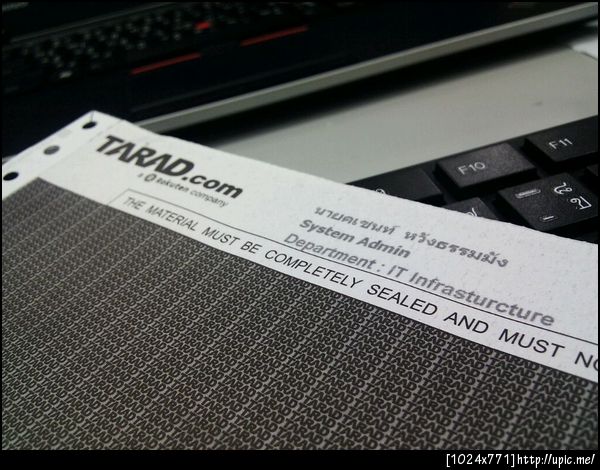 F10
F11
TARAD.com
a Rakuten company
นายคเชนท์ หวังธรรมมั่ง
System Admin
Department : IT Infrasturcture
THE MATERIAL MUST BE COMPLETELY SEALED AND MUST
[1024x771]http://upic.me/